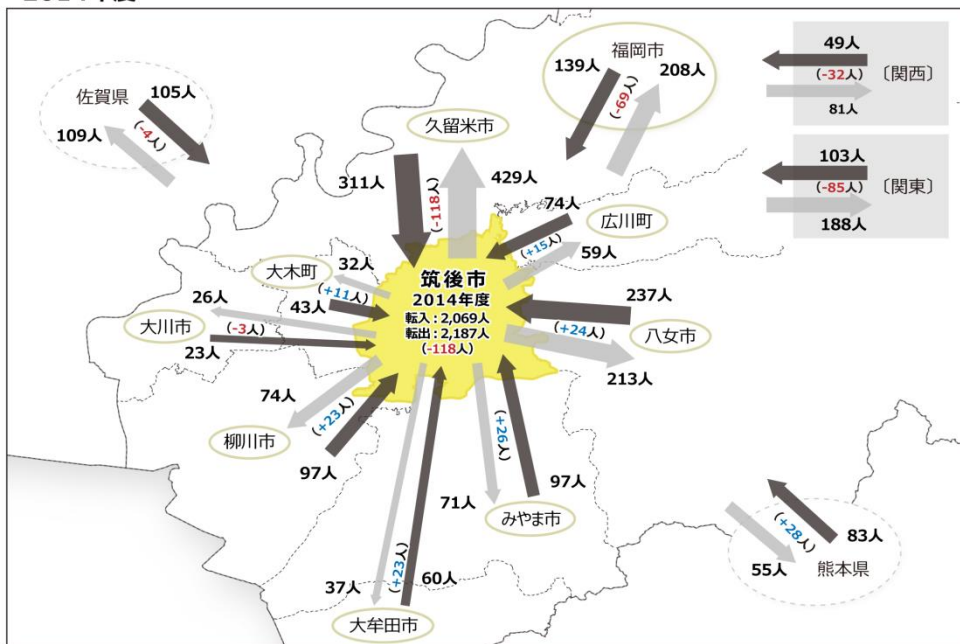 佐賀県
105人
(-4人)
109人
久留米市
311人
(-118人)
429人
福岡市
139人
(-69人)
208人
49人
(-32人)
〔関西〕
81人
103人
(-85人)
〔関東〕
188人
74人
広川町
(+15人)
59人
大木町
32人
(+11人)
43人
26人
大川市
(-3人)
23人
筑後市
2014年度
転入:2,069人
転出:2,187人
(-118人)
237人
(+24人)
八女市
213人
74人
(+23人)
柳川市
97人
71人
(+26人)
97人
みやま市
37人
(+23人)
60人
大牟田市
83人
(+28人)
55人
熊本県